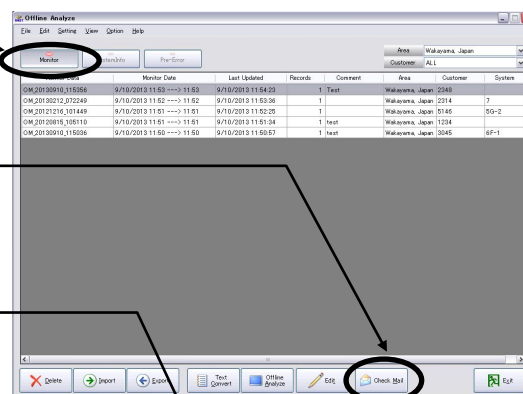 Offline Analyze
File Edit Setting View Option Help
Monitor Pre-Error
Area Wakayama, Japan
Customer ALL
Monitor Date Last Updated Records Comment Area Customer System
OM_20130910_115356 9/10/2013 11:53 ---> 11:53 9/10/2013 11:54:23 1 Test Wakayama, Japan 2348
OM_20130212_072249 9/10/2013 11:52 ---> 11:52 9/10/2013 11:53:36 1 Wakayama, Japan 2314 7
OM_20121216_101449 9/10/2013 11:51 ---> 11:51 9/10/2013 11:52:25 1 test Wakayama, Japan 5146 5G-2
OM_20120815_105110 9/10/2013 11:51 ---> 11:51 9/10/2013 11:51:34 1 test Wakayama, Japan 1234
OM_20130910_115036 9/10/2013 11:50 ---> 11:50 9/10/2013 11:50:57 1 test Wakayama, Japan 3045 6F-1
Delete Import Export Text Convert Offline Analyze Edit Check Mail Exit